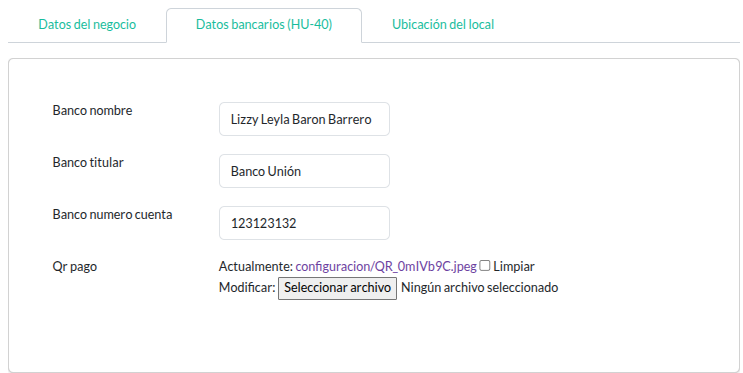 Datos del negocio
Datos bancarios (HU-40)
Ubicación del local
Banco nombre
Lizzy Leyla Baron Barrero
Banco titular
Banco Unión
Banco numero cuenta
123123132
Qr pago
Actualmente: configuracion/QR_0mIVb9C.jpeg Limpiar
Modificar: Seleccionar archivo Ningún archivo seleccionado